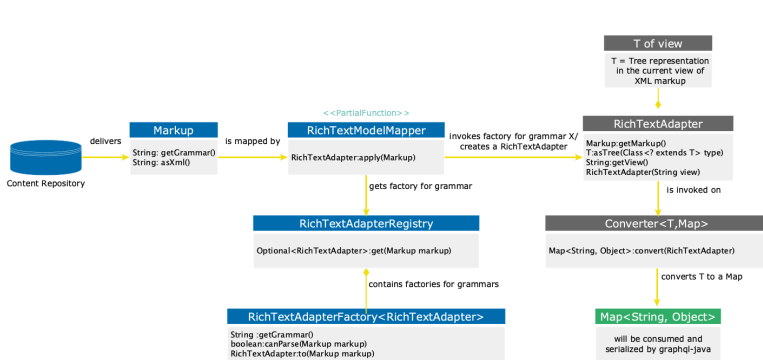 T of view
T = Tree representation
in the current view of
XML markup
<<PartialFunction>>
Markup
String: getGrammar()
String: asXml()
RichTextModelMapper
RichTextAdapter:apply(Markup)
RichTextAdapter
Markup:getMarkup()
T:asTree(Class<? extends T> type)
String:getView()
RichTextAdapter(String view)
delivers
is mapped by
invokes factory for grammar X/
creates a RichTextAdapter
Content Repository
gets factory for grammar
is invoked on
RichTextAdapterRegistry
Optional<RichTextAdapter>:get(Markup markup)
Converter<T,Map>
Map<String, Object>:convert(RichTextAdapter)
contains factories for grammars
converts T to a Map
RichTextAdapterFactory<RichTextAdapter>
String :getGrammar()
boolean:canParse(Markup markup)
RichTextAdapter:to(Markup markup)
Map<String, Object>
will be consumed and
serialized by graphql-java